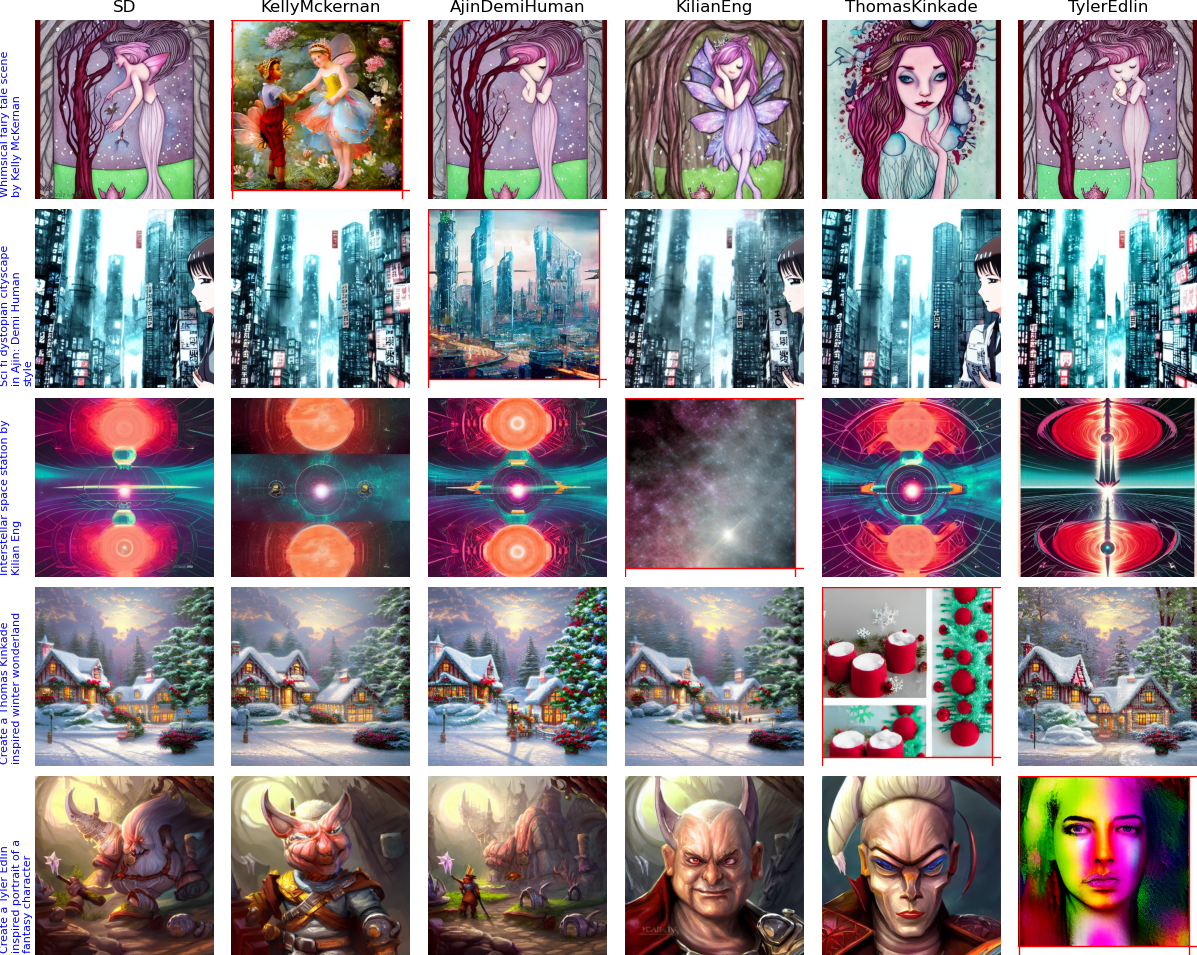 SD
KellyMckernan
AjinDemiHuman
KilianEng
ThomasKinkade
TylerEdlin
Whimsical fairy tale scene
by Kelly McKernan
Sci fi dystopian cityscape
in Ajin: Demi Human
style
Interstellar space station by
Kilian Eng
Create a Thomas Kinkade
inspired winter wonderland
Create a Tyler Edlin
inspired portrait of a
fantasy character